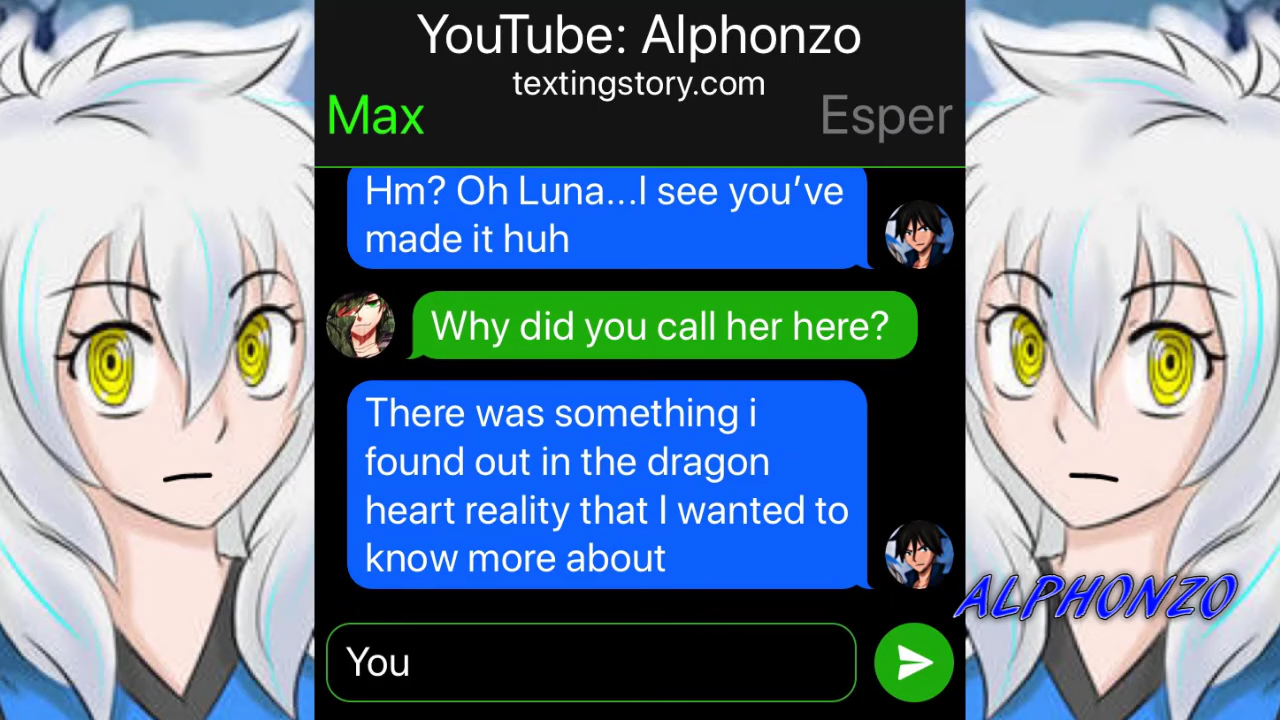 YouTube: Alphonzo
textingstory.com
Max
Esper
Hm? Oh Luna...I see you’ve
made it huh
Why did you call her here?
There was something i
found out in the dragon
heart reality that I wanted to
know more about
ALPHONZO
You